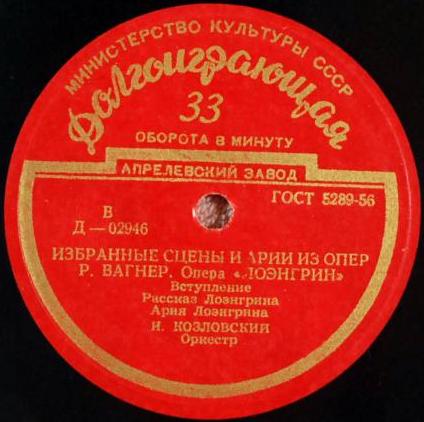 МИНИСТЕРСТВО КУЛЬТУРЫ СССР
Долгоиграющая
33
ОБОРОТА В МИНУТУ
АПРЕЛЕВСКИЙ ЗАВОД
ГОСТ 5289-56
В
Д—02946
ИЗБРАННЫЕ СЦЕНЫ И АРИИ ИЗ ОПЕР
Р. ВАГНЕР. Опера «ЛОЭНГРИН»
Вступление
Рассказ Лоэнгрина
Ария Лоэнгрина
И. КОЗЛОВСКИЙ
Оркестр